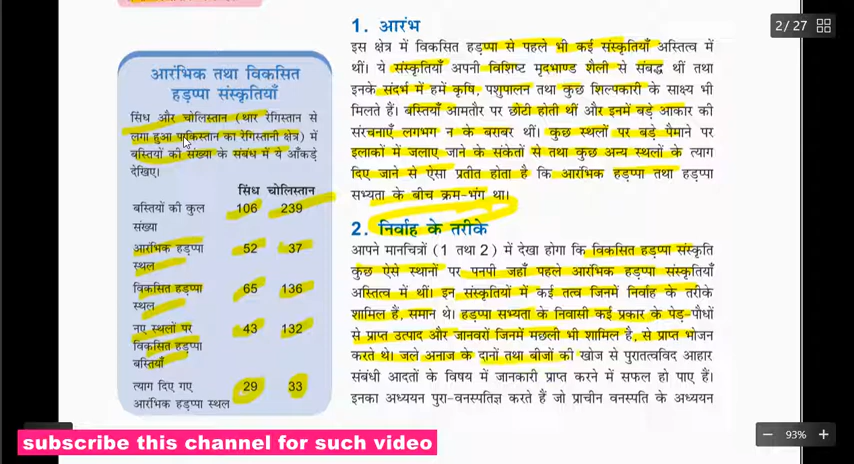 2 / 27
आरंभिक तथा विकसित
हड़प्पा संस्कृतियाँ
सिंध और चोलिस्तान (थार रेगिस्तान से
लगा हुआ पाकिस्तान का रेगिस्तानी क्षेत्र) में
बस्तियों की संख्या के संबंध में ये आँकड़े
देखिए।
सिंध चोलिस्तान
बस्तियों की कुल 106 239
संख्या
आरंभिक हड़प्पा 52 37
स्थल
विकसित हड़प्पा 65 136
स्थल
नए स्थलों पर 43 132
विकसित हड़प्पा
बस्तियाँ
त्याग दिए गए 29 33
आरंभिक हड़प्पा स्थल
1. आरंभ
इस क्षेत्र में विकसित हड़प्पा से पहले भी कई संस्कृतियाँ अस्तित्व में
थीं। ये संस्कृतियाँ अपनी विशिष्ट मृदभाण्ड शैली से संबद्ध थीं तथा
इनके संदर्भ में हमें कृषि, पशुपालन तथा कुछ शिल्पकारी के साक्ष्य भी
मिलते हैं। बस्तियाँ आमतौर पर छोटी होती थीं और इनमें बड़े आकार की
संरचनाएँ लगभग न के बराबर थीं। कुछ स्थलों पर बड़े पैमाने पर
इलाकों में जलाए जाने के संकेतों से तथा कुछ अन्य स्थलों के त्याग
दिए जाने से ऐसा प्रतीत होता है कि आरंभिक हड़प्पा तथा हड़प्पा
सभ्यता के बीच क्रम-भंग था।
2. निर्वाह के तरीके
आपने मानचित्रों (1 तथा 2) में देखा होगा कि विकसित हड़प्पा संस्कृति
कुछ ऐसे स्थानों पर पनपी जहाँ पहले आरंभिक हड़प्पा संस्कृतियाँ
अस्तित्व में थीं। इन संस्कृतियों में कई तत्व जिनमें निर्वाह के तरीके
शामिल हैं, समान थे। हड़प्पा सभ्यता के निवासी कई प्रकार के पेड़-पौधों
से प्राप्त उत्पाद और जानवरों जिनमें मछली भी शामिल है, से प्राप्त भोजन
करते थे। जले अनाज के दानों तथा बीजों की खोज से पुरातत्वविद आहार
संबंधी आदतों के विषय में जानकारी प्राप्त करने में सफल हो पाए हैं।
इनका अध्ययन पुरा-वनस्पतिज्ञ करते हैं जो प्राचीन वनस्पति के अध्ययन
subscribe this channel for such video
93%